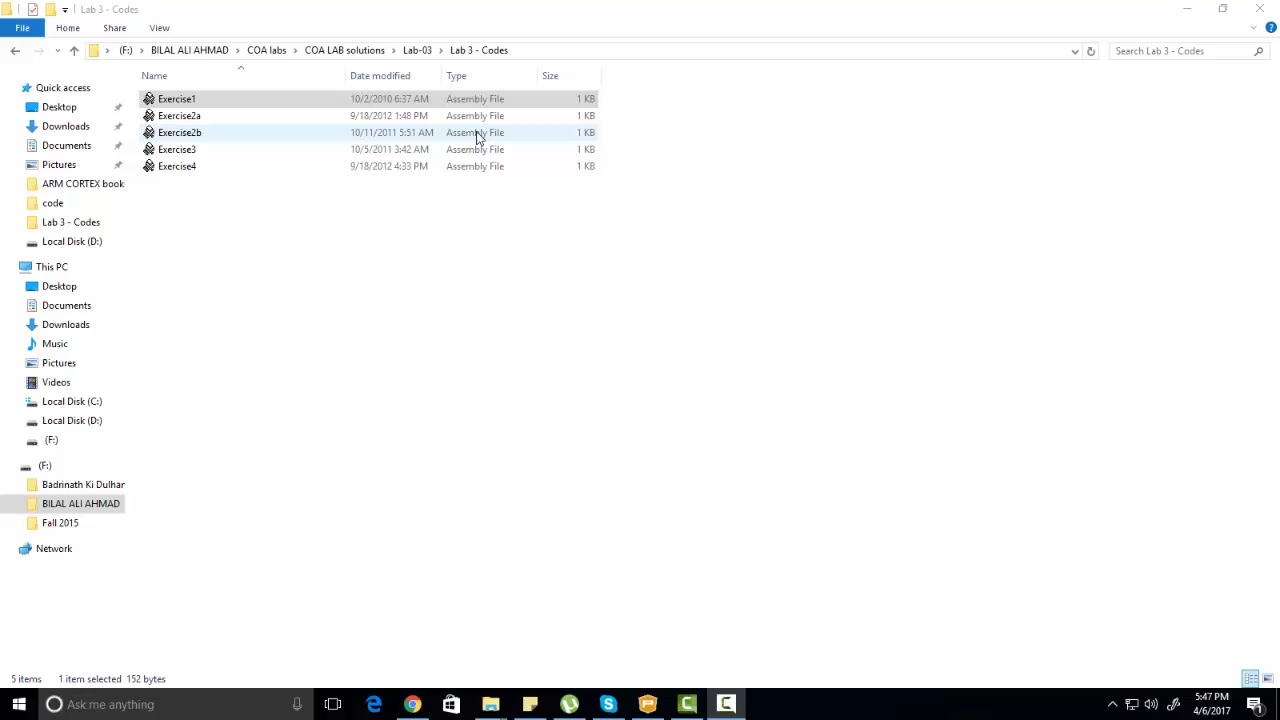 Lab 3 - Codes
File Home Share View
(F:) BILAL ALI AHMAD COA labs COA LAB solutions Lab-03 Lab 3 - Codes Search Lab 3 - Codes
Name Date modified Type Size
Quick access
Desktop
Downloads
Documents
Pictures
ARM CORTEX book
code
Lab 3 - Codes
Local Disk (D:)
This PC
Desktop
Documents
Downloads
Music
Pictures
Videos
Local Disk (C:)
Local Disk (D:)
(F:)
(F:)
Badrinath Ki Dulhar
BILAL ALI AHMAD
Fall 2015
Network
Exercise1 10/2/2010 6:37 AM Assembly File 1 KB
Exercise2a 9/18/2012 1:48 PM Assembly File 1 KB
Exercise2b 10/11/2011 5:51 AM Assembly File 1 KB
Exercise3 10/5/2011 3:42 AM Assembly File 1 KB
Exercise4 9/18/2012 4:33 PM Assembly File 1 KB
5 items 1 item selected 152 bytes
Ask me anything
5:47 PM
4/6/2017